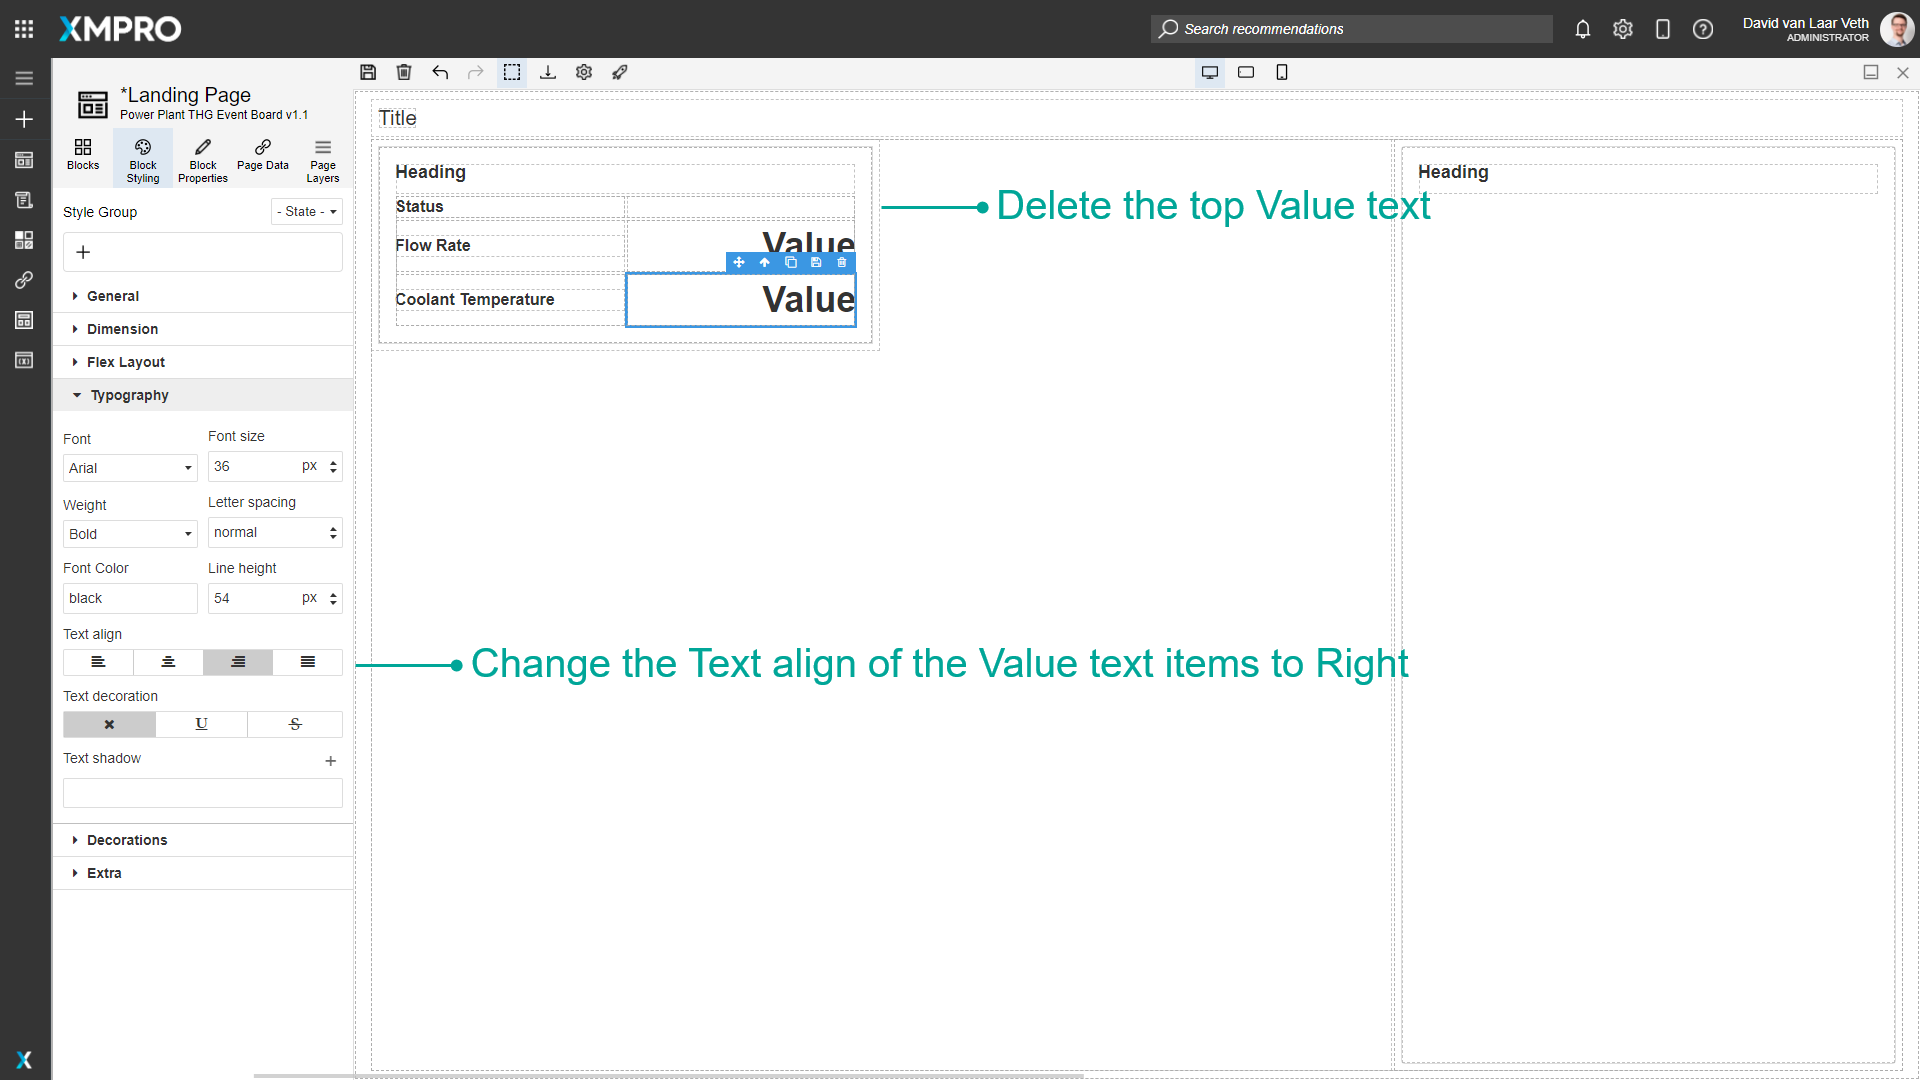 XMPRO
Search recommendations
David van Laar Veth
ADMINISTRATOR
*Landing Page
Power Plant THG Event Board v1.1
Blocks
Block Styling
Block Properties
Page Data
Page Layers
Style Group
- State -
General
Dimension
Flex Layout
Typography
Font
Font size
Arial
36 px
Weight
Letter spacing
Bold
normal
Font Color
Line height
black
54 px
Text align
Text decoration
U
S
Text shadow
Decorations
Extra
Title
Heading
Status
Flow Rate
Value
Coolant Temperature
Value
Delete the top Value text
Heading
Change the Text align of the Value text items to Right
X